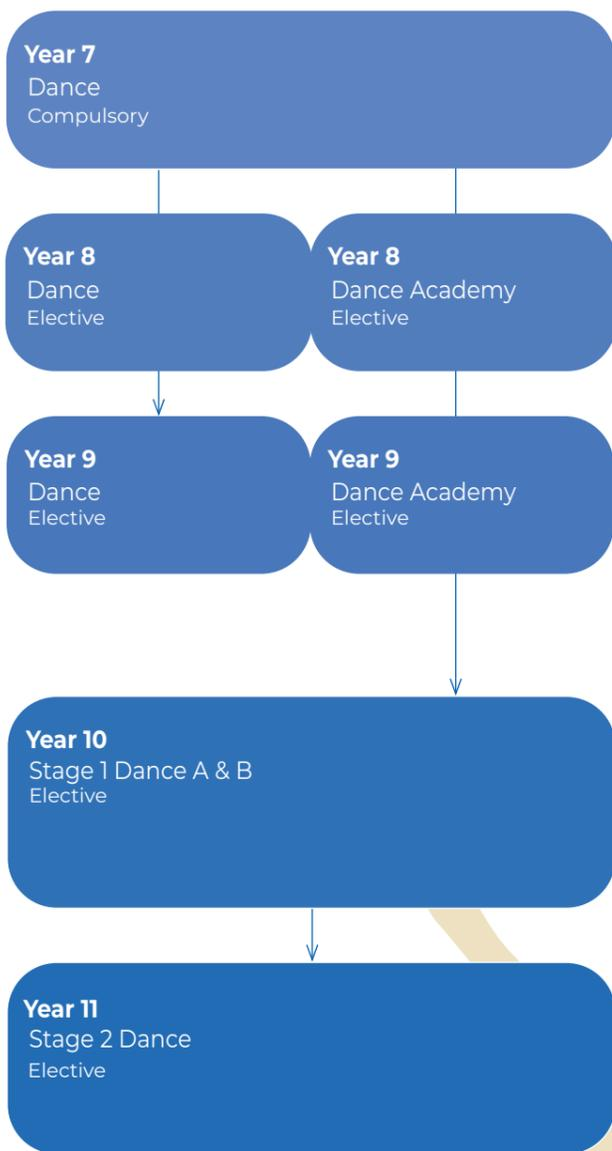 Year 7
Dance
Compulsory
Year 8
Dance
Elective
Year 8
Dance Academy
Elective
Year 9
Dance
Elective
Year 9
Dance Academy
Elective
Year 10
Stage 1 Dance A & B
Elective
Year 11
Stage 2 Dance
Elective